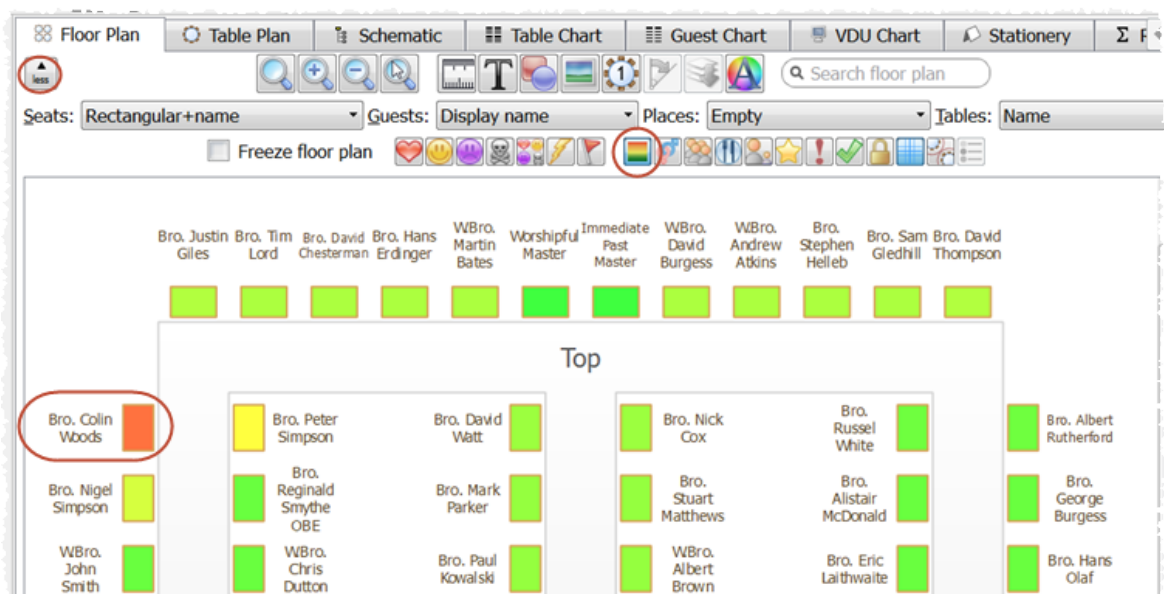 Floor Plan
Table Plan
Schematic
Table Chart
Guest Chart
VDU Chart
Stationery
Σ
less
T
1
A
Search floor plan
Seats: Rectangular+name
Guests: Display name
Places: Empty
Tables: Name
Freeze floor plan
Bro. Justin
Giles
Bro. Tim
Lord
Bro. David
Chesterman
Bro. Hans
Erdinger
W.Bro.
Martin
Bates
Worshipful
Master
Immediate
Past
Master
W.Bro.
David
Burgess
W.Bro.
Andrew
Atkins
Bro.
Stephen
Helleb
Bro. Sam
Gledhill
Bro. David
Thompson
Top
Bro. Colin
Woods
Bro. Peter
Simpson
Bro. David
Watt
Bro. Nick
Cox
Bro.
Russel
White
Bro. Albert
Rutherford
Bro. Nigel
Simpson
Bro.
Reginald
Smythe
OBE
Bro. Mark
Parker
Bro.
Stuart
Matthews
Bro.
Alistair
McDonald
Bro.
George
Burgess
W.Bro.
John
Smith
W.Bro.
Chris
Dutton
Bro. Paul
Kowalski
W.Bro.
Albert
Brown
Bro. Eric
Laithwaite
Bro. Hans
Olaf